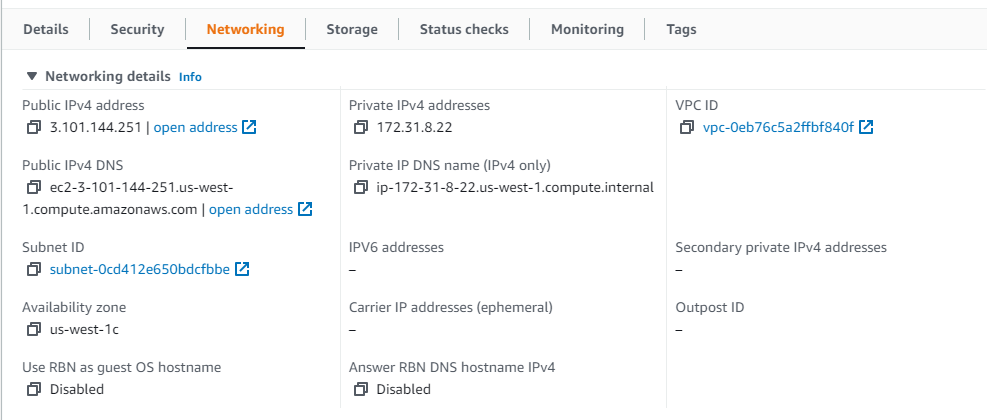 Details Security Networking Storage Status checks Monitoring Tags
Networking details Info
Public IPv4 address
3.101.144.251 | open address
Private IPv4 addresses
172.31.8.22
VPC ID
vpc-0eb76c5a2ffbf840f
Public IPv4 DNS
ec2-3-101-144-251.us-west-
1.compute.amazonaws.com | open address
Private IP DNS name (IPv4 only)
ip-172-31-8-22.us-west-1.compute.internal
Subnet ID
subnet-0cd412e650bdcfbbe
IPV6 addresses
–
Secondary private IPv4 addresses
–
Availability zone
us-west-1c
Carrier IP addresses (ephemeral)
–
Outpost ID
–
Use RBN as guest OS hostname
Disabled
Answer RBN DNS hostname IPv4
Disabled